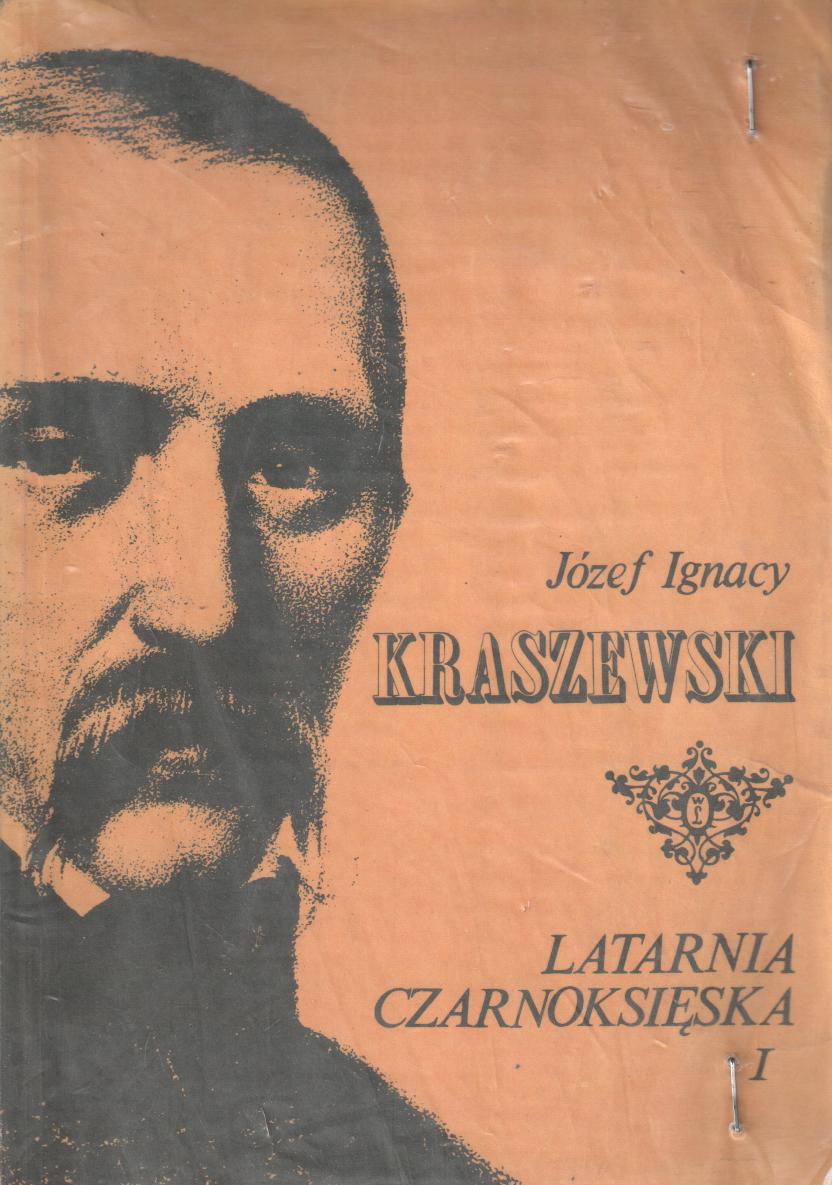 Józef Ignacy
KRASZEWSKI
W
L
LATARNIA
CZARNOKSIĘSKA
I